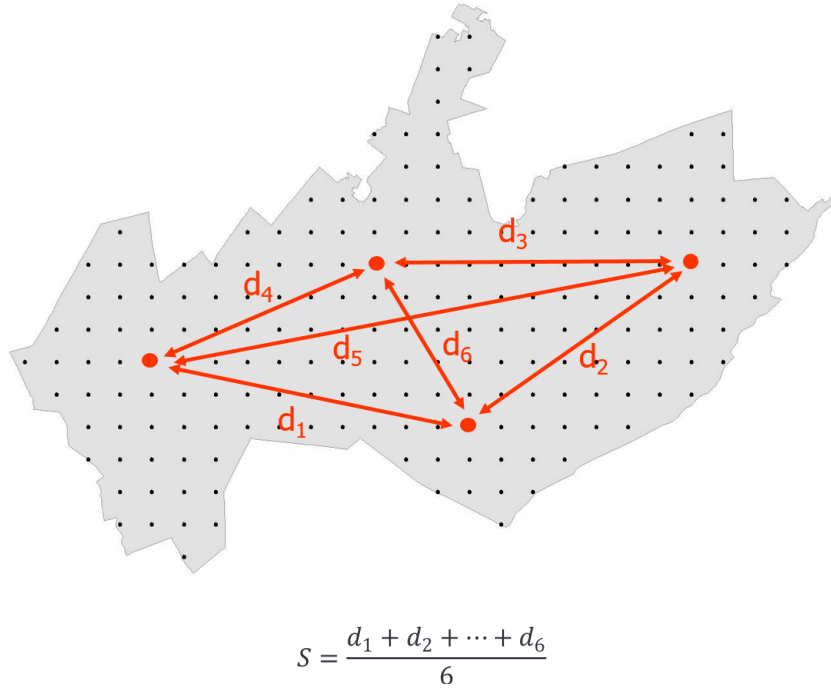 d₃
d₄
d₅
d₆
d₂
d₁
S = (d₁ + d₂ + ⋯ + d₆) / 6